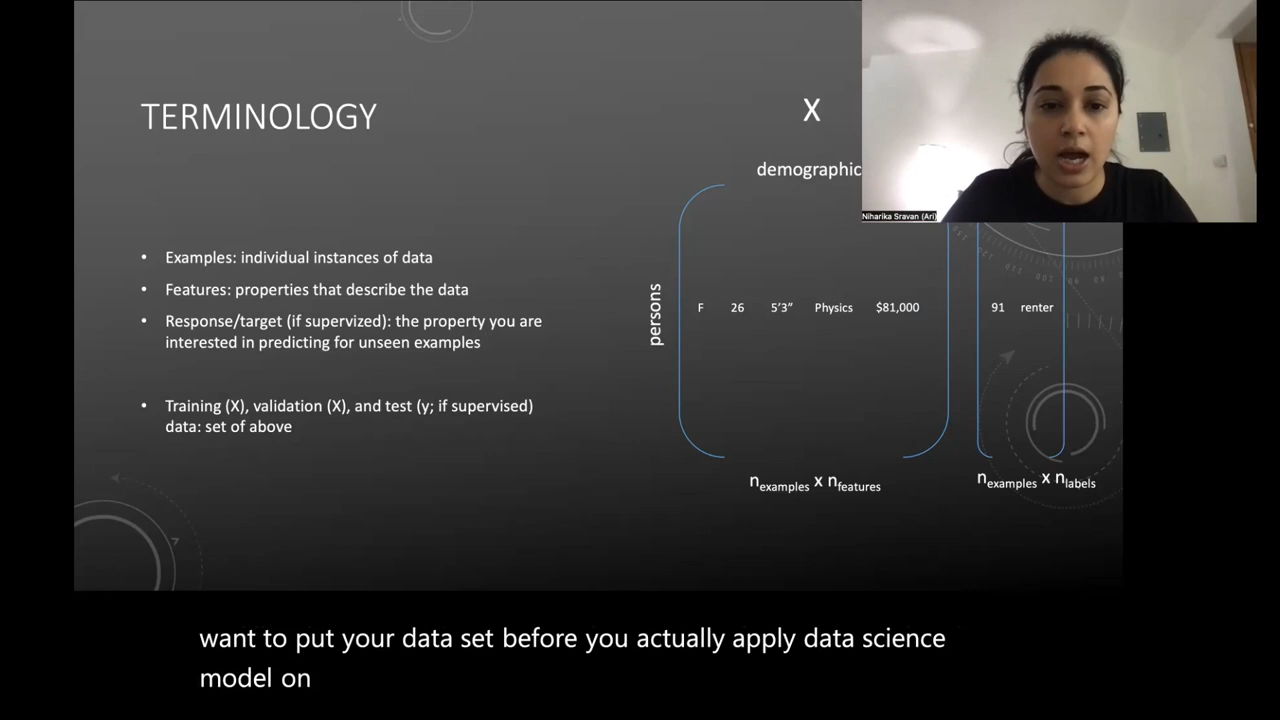 TERMINOLOGY
X
demographic
Niharika Sravan (Ari)
• Examples: individual instances of data
• Features: properties that describe the data
• Response/target (if supervized): the property you are
interested in predicting for unseen examples
• Training (X), validation (X), and test (y; if supervised)
data: set of above
persons
F 26 5'3" Physics $81,000
91 renter
nexamples x nfeatures
nexamples x nlabels
want to put your data set before you actually apply data science
model on